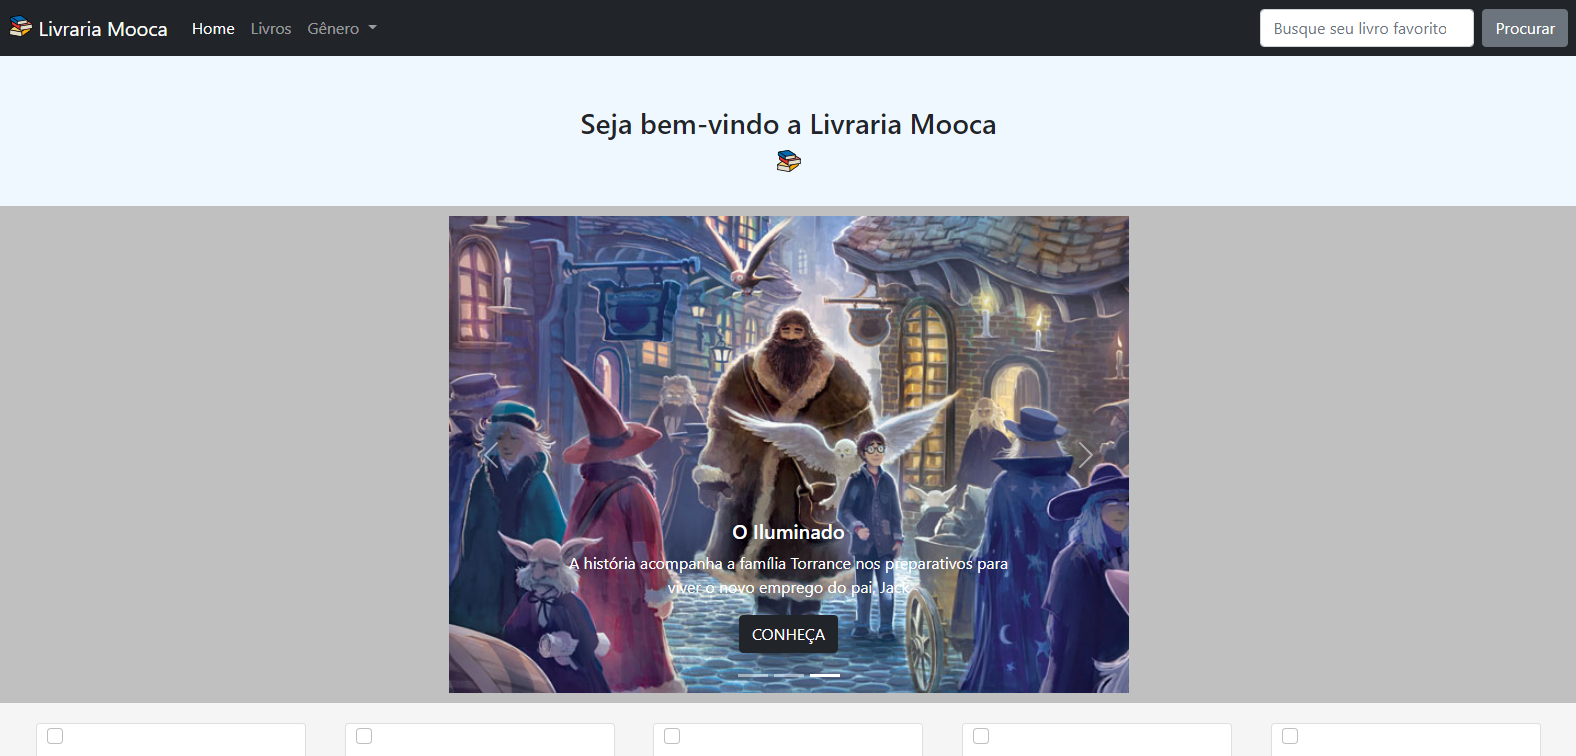 Livraria Mooca Home Livros Gênero Busque seu livro favorito Procurar
Seja bem-vindo a Livraria Mooca
O Iluminado
A história acompanha a família Torrance nos preparativos para
viver o novo emprego do pai, Jack
CONHEÇA